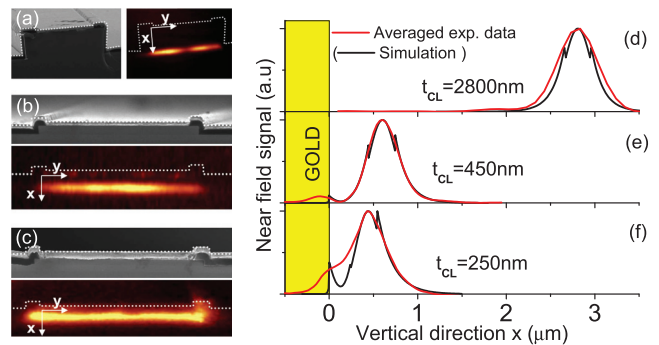 (a)
y
x
(b)
y
x
(c)
y
x
Near field signal (a.u)
GOLD
Averaged exp. data
( Simulation )
(d)
t_CL=2800nm
(e)
t_CL=450nm
(f)
t_CL=250nm
0 1 2 3
Vertical direction x (μm)